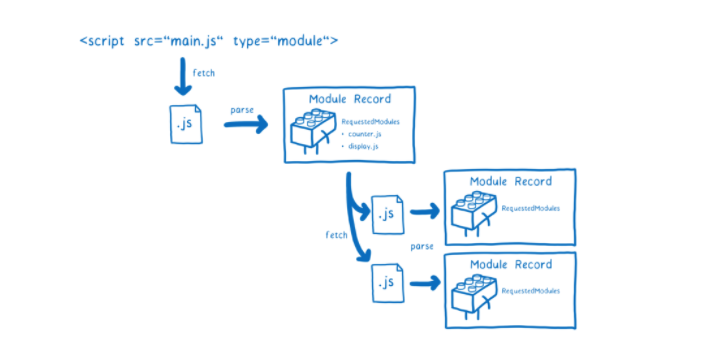 <script src="main.js" type="module">
fetch
.js
parse
Module Record
RequestedModules
• counter.js
• display.js
fetch
.js
.js
parse
Module Record
RequestedModules
Module Record
RequestedModules